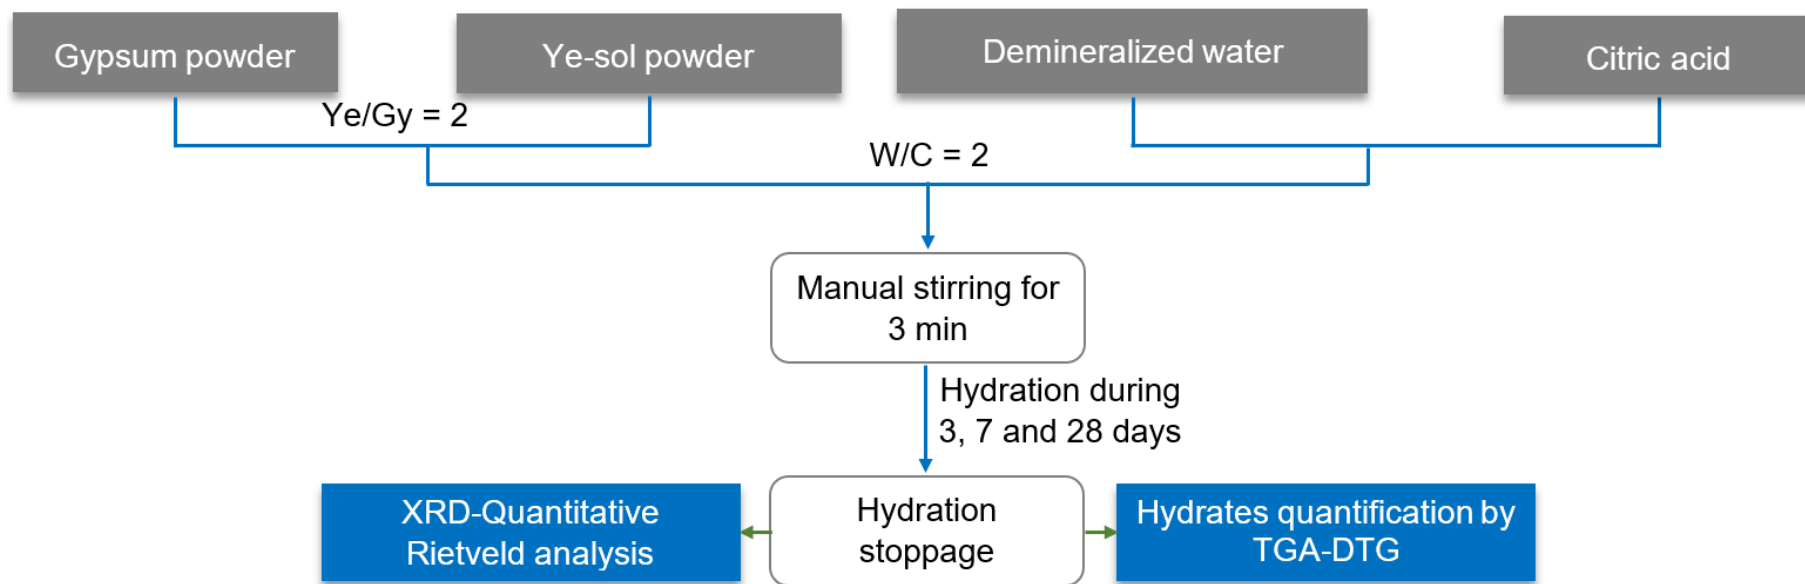 Gypsum powder
Ye-sol powder
Demineralized water
Citric acid
Ye/Gy = 2
W/C = 2
Manual stirring for
3 min
Hydration during
3, 7 and 28 days
XRD-Quantitative
Rietveld analysis
Hydration
stoppage
Hydrates quantification by
TGA-DTG